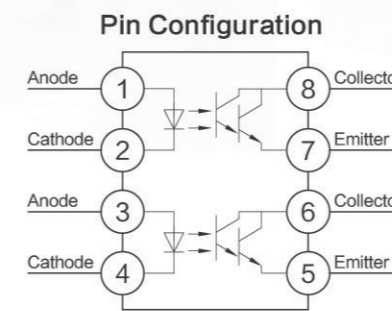 Pin Configuration
Anode 1 8 Collecto
Cathode 2 7 Emitter
Anode 3 6 Collecto
Cathode 4 5 Emitter